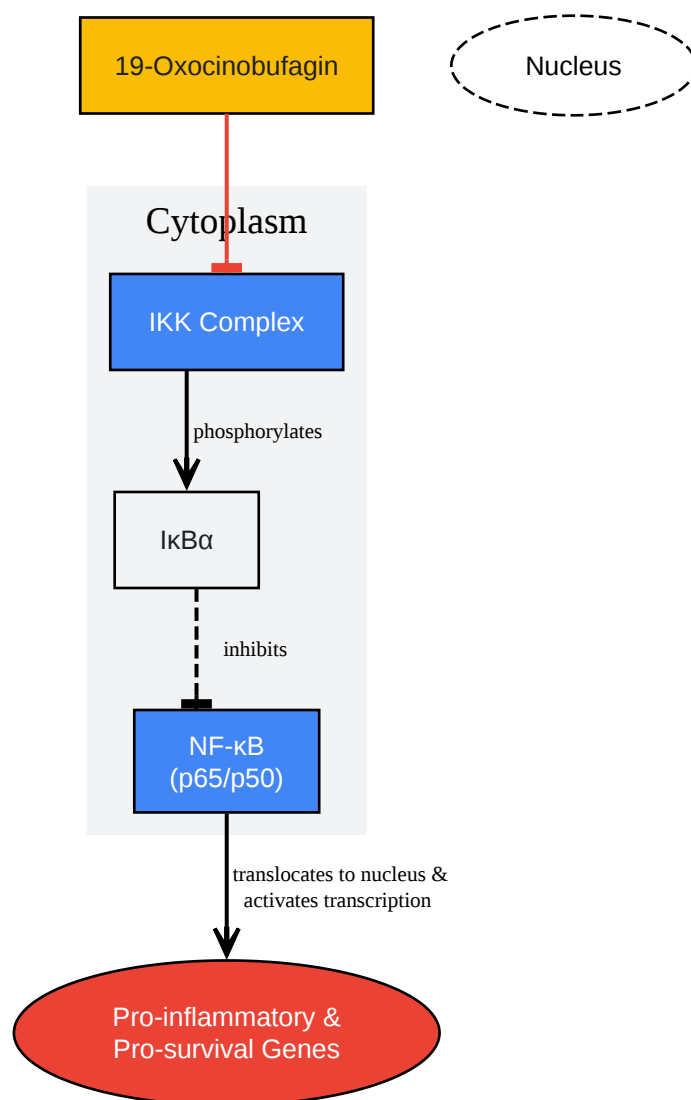 19-Oxocinobufagin
Nucleus
Cytoplasm
IKK Complex
phosphorylates
IκBα
inhibits
NF-κB
(p65/p50)
translocates to nucleus &
activates transcription
Pro-inflammatory &
Pro-survival Genes